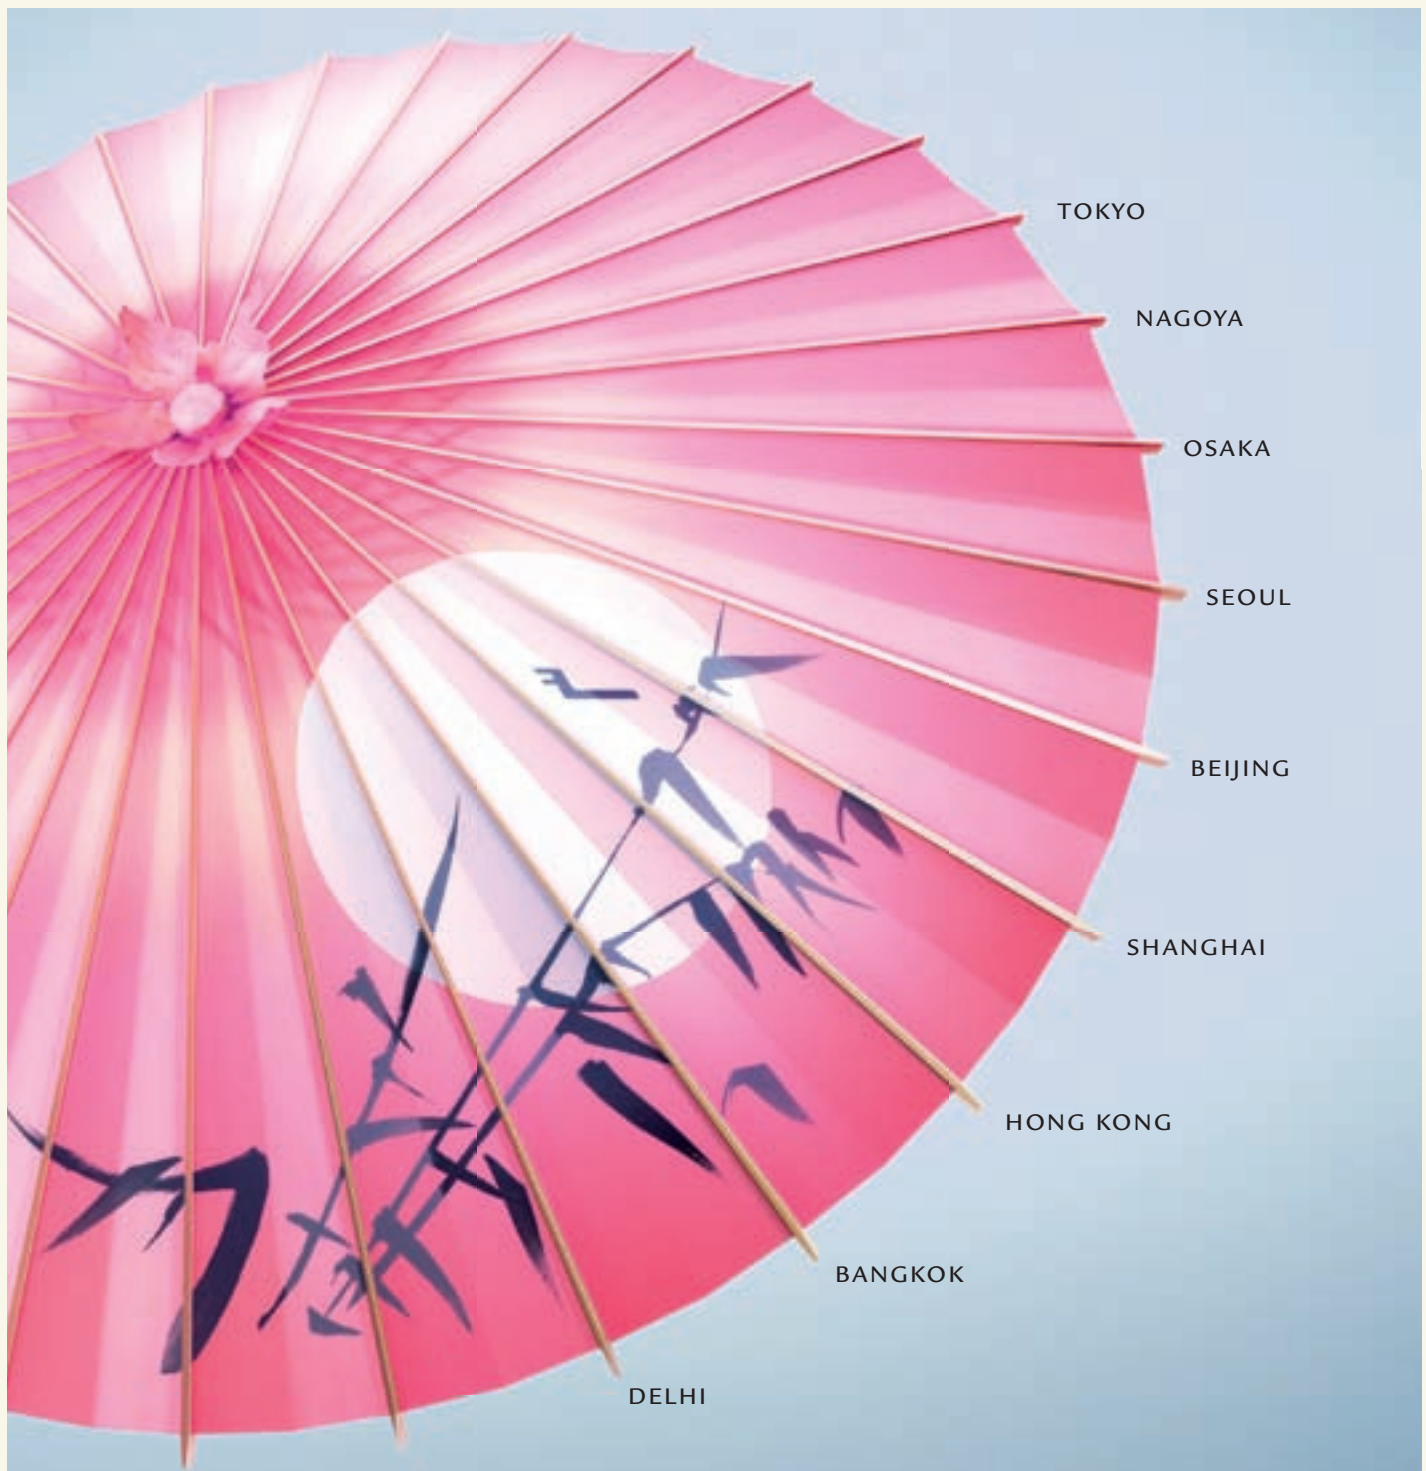 TOKYO
NAGOYA
OSAKA
SEOUL
BEIJING
SHANGHAI
HONG KONG
BANGKOK
DELHI